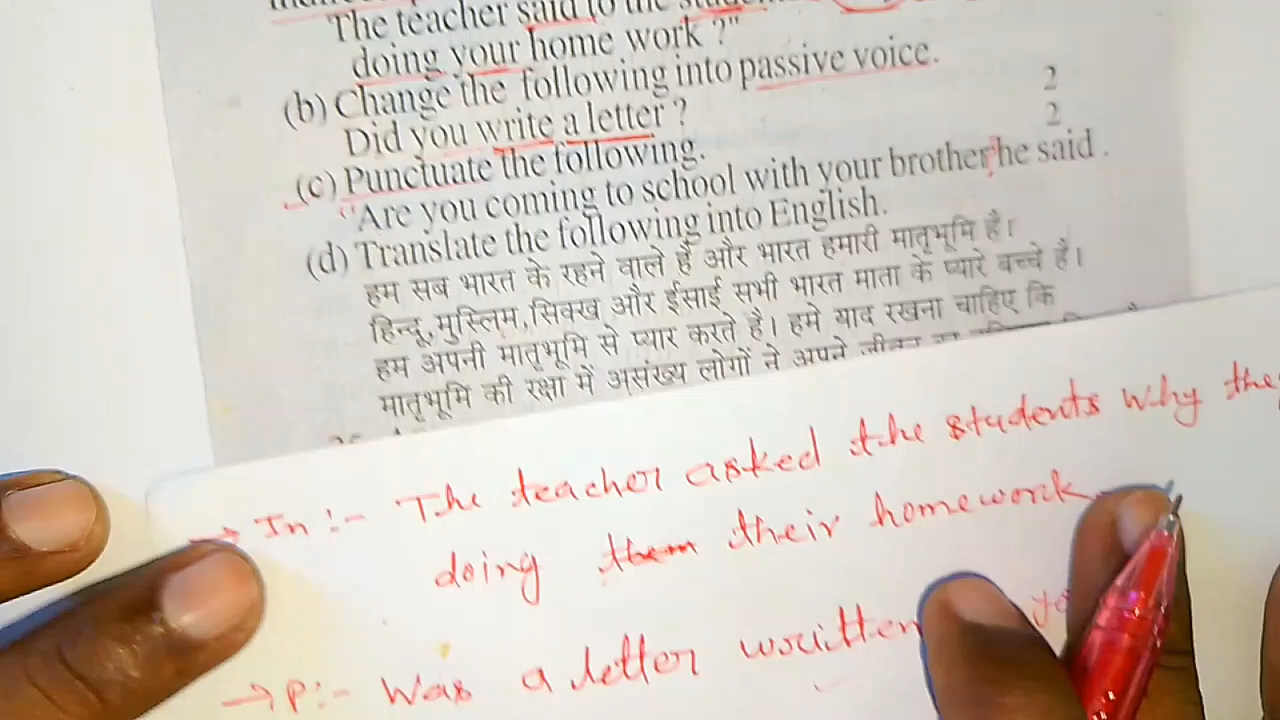 The teacher said to the
doing your home work ?"
(b) Change the following into passive voice.
2
Did you write a letter ?
2
(c) Punctuate the following.
"Are you coming to school with your brother,he said .
(d) Translate the following into English.
हम सब भारत के रहने वाले हैं और भारत हमारी मातृभूमि है।
हिन्दू,मुस्लिम,सिक्ख और ईसाई सभी भारत माता के प्यारे बच्चे है।
हम अपनी मातृभूमि से प्यार करते है। हमे याद रखना चाहिए कि
मातृभूमि की रक्षा में असंख्य लोगों ने अपने जीवन
→ In :- The teacher asked the students why the
doing them their homework
→ P :- Was a letter written